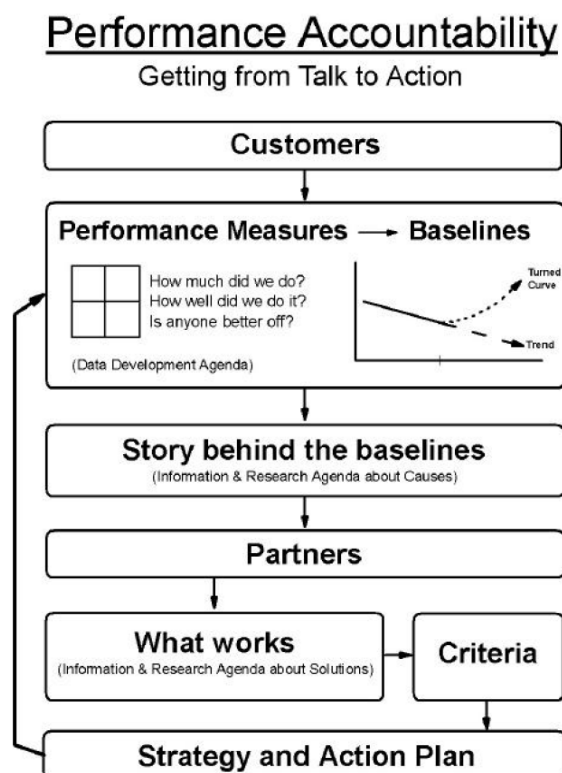 Performance Accountability
Getting from Talk to Action
Customers
Performance Measures
Baselines
How much did we do?
How well did we do it?
Is anyone better off?
(Data Development Agenda)
Turned
Curve
Trend
Story behind the baselines
(Information & Research Agenda about Causes)
Partners
What works
(Information & Research Agenda about Solutions)
Criteria
Strategy and Action Plan